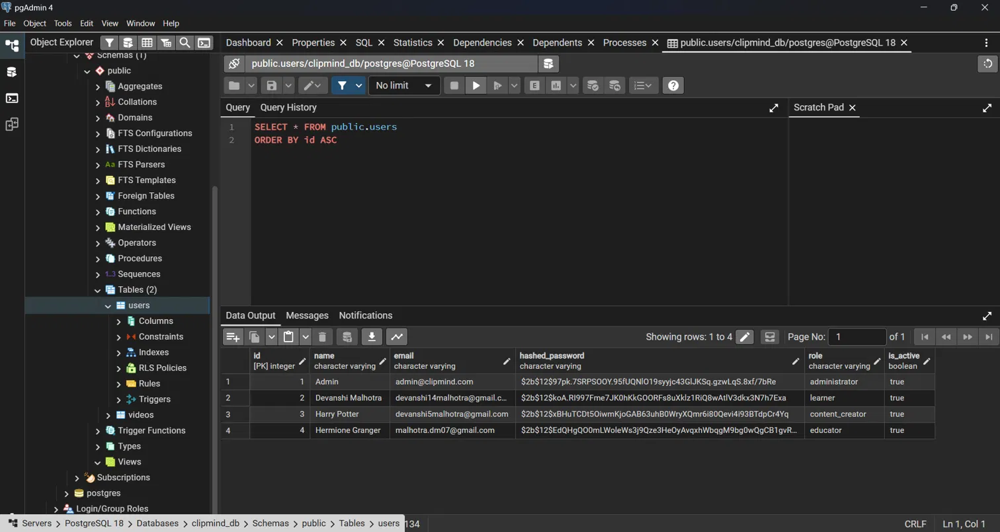 pgAdmin 4
File Object Tools Edit View Window Help
Object Explorer
Dashboard Properties SQL Statistics Dependencies Dependents Processes public.users/clipmind_db/postgres@PostgreSQL 18
Schemas (1)
public
Aggregates
Collations
Domains
FTS Configurations
FTS Dictionaries
Aa FTS Parsers
FTS Templates
Foreign Tables
Functions
Materialized Views
Operators
Procedures
1..3 Sequences
Tables (2)
users
Columns
Constraints
Indexes
RLS Policies
Rules
Triggers
videos
Trigger Functions
Types
Views
Subscriptions
postgres
Login/Group Roles
public.users/clipmind_db/postgres@PostgreSQL 18
No limit
Query Query History
Scratch Pad
1 SELECT * FROM public.users
2 ORDER BY id ASC
Data Output Messages Notifications
Showing rows: 1 to 4 Page No: 1 of 1
id name email hashed_password role is_active
[PK] integer character varying character varying character varying character varying boolean
1 1 Admin admin@clipmind.com $2b$12$97pk.7SRPSOOY.95fUQNlO19syyjc43GlJKSq.gzwLqS.8xf/7bRe administrator true
2 2 Devanshi Malhotra devanshi14malhotra@gmail.c... $2b$12$koA.RI997Fme7JK0hKkGOORFs8uXklz1RiQ8wAtIV3dkx3N7h7Exa learner true
3 3 Harry Potter devanshi5malhotra@gmail.com $2b$12$xBHuTCDt5OiwmKjoGAB63uhB0WryXQmr6i80Qevi4i93BTdpCr4Yq content_creator true
4 4 Hermione Granger malhotra.dm07@gmail.com $2b$12$EdQHgQO0mLWoleWs3j9Qze3HeOyAvqxhWbqgM9bg0wQgCB1gvR... educator true
Servers PostgreSQL 18 Databases clipmind_db Schemas public Tables users 134
CRLF Ln 1, Col 1